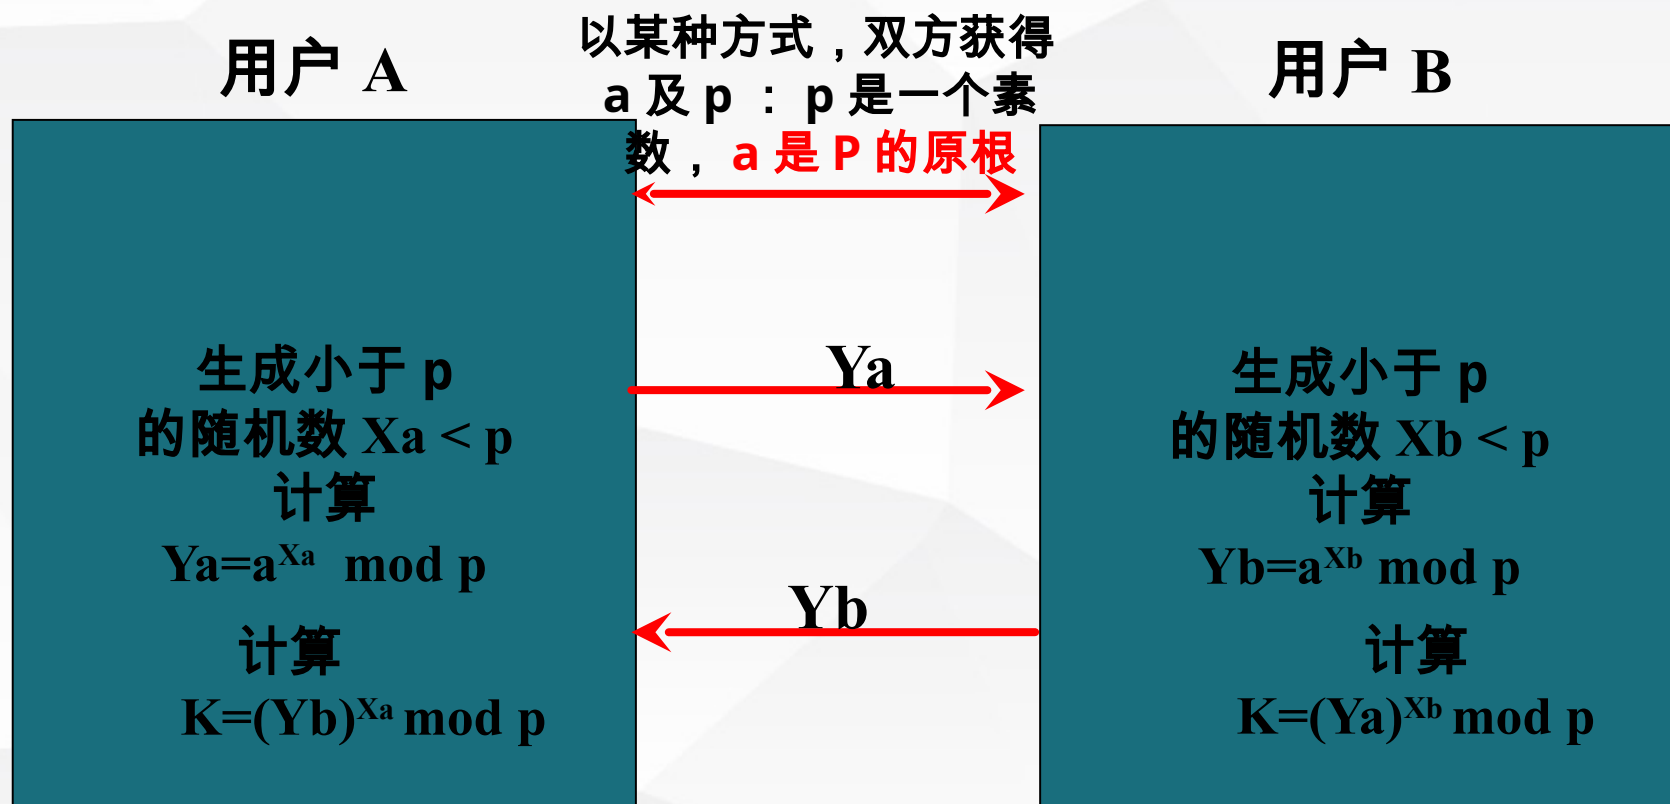 用户 A
以某种方式，双方获得
a 及 p ： p 是一个素
数， a 是 P 的原根
用户 B
生成小于 p
的随机数 Xa < p
计算
Ya=a^Xa mod p
计算
K=(Yb)^Xa mod p
Ya
Yb
生成小于 p
的随机数 Xb < p
计算
Yb=a^Xb mod p
计算
K=(Ya)^Xb mod p